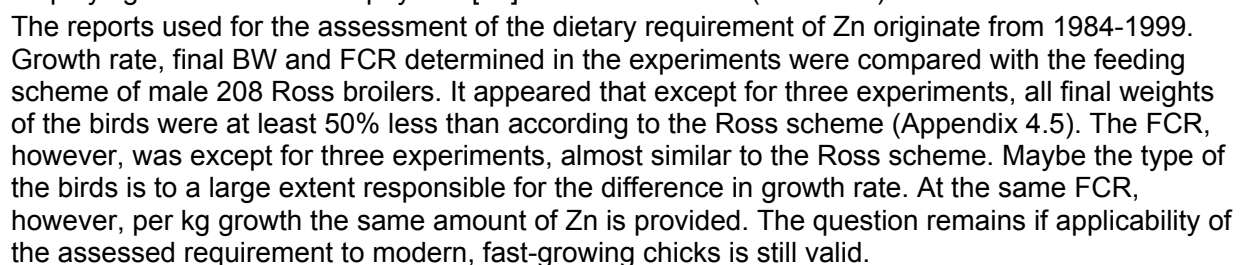 The reports used for the assessment of the dietary requirement of Zn originate from 1984-1999.
Growth rate, final BW and FCR determined in the experiments were compared with the feeding
scheme of male 208 Ross broilers. It appeared that except for three experiments, all final weights
of the birds were at least 50% less than according to the Ross scheme (Appendix 4.5). The FCR,
however, was except for three experiments, almost similar to the Ross scheme. Maybe the type of
the birds is to a large extent responsible for the difference in growth rate. At the same FCR,
however, per kg growth the same amount of Zn is provided. The question remains if applicability of
the assessed requirement to modern, fast-growing chicks is still valid.